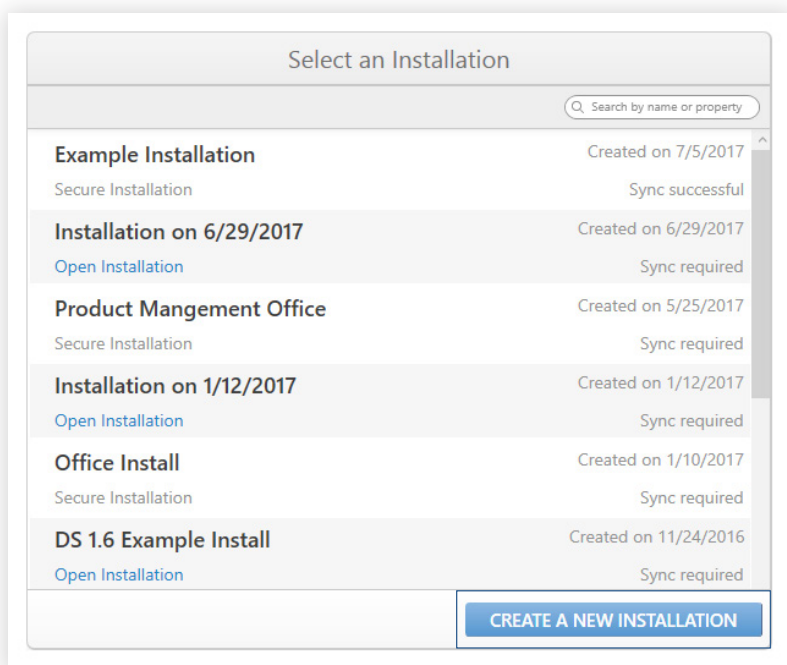 Select an Installation
Search by name or property
Example Installation Created on 7/5/2017
Secure Installation Sync successful
Installation on 6/29/2017 Created on 6/29/2017
Open Installation Sync required
Product Mangement Office Created on 5/25/2017
Secure Installation Sync required
Installation on 1/12/2017 Created on 1/12/2017
Open Installation Sync required
Office Install Created on 1/10/2017
Secure Installation Sync required
DS 1.6 Example Install Created on 11/24/2016
Open Installation Sync required
CREATE A NEW INSTALLATION